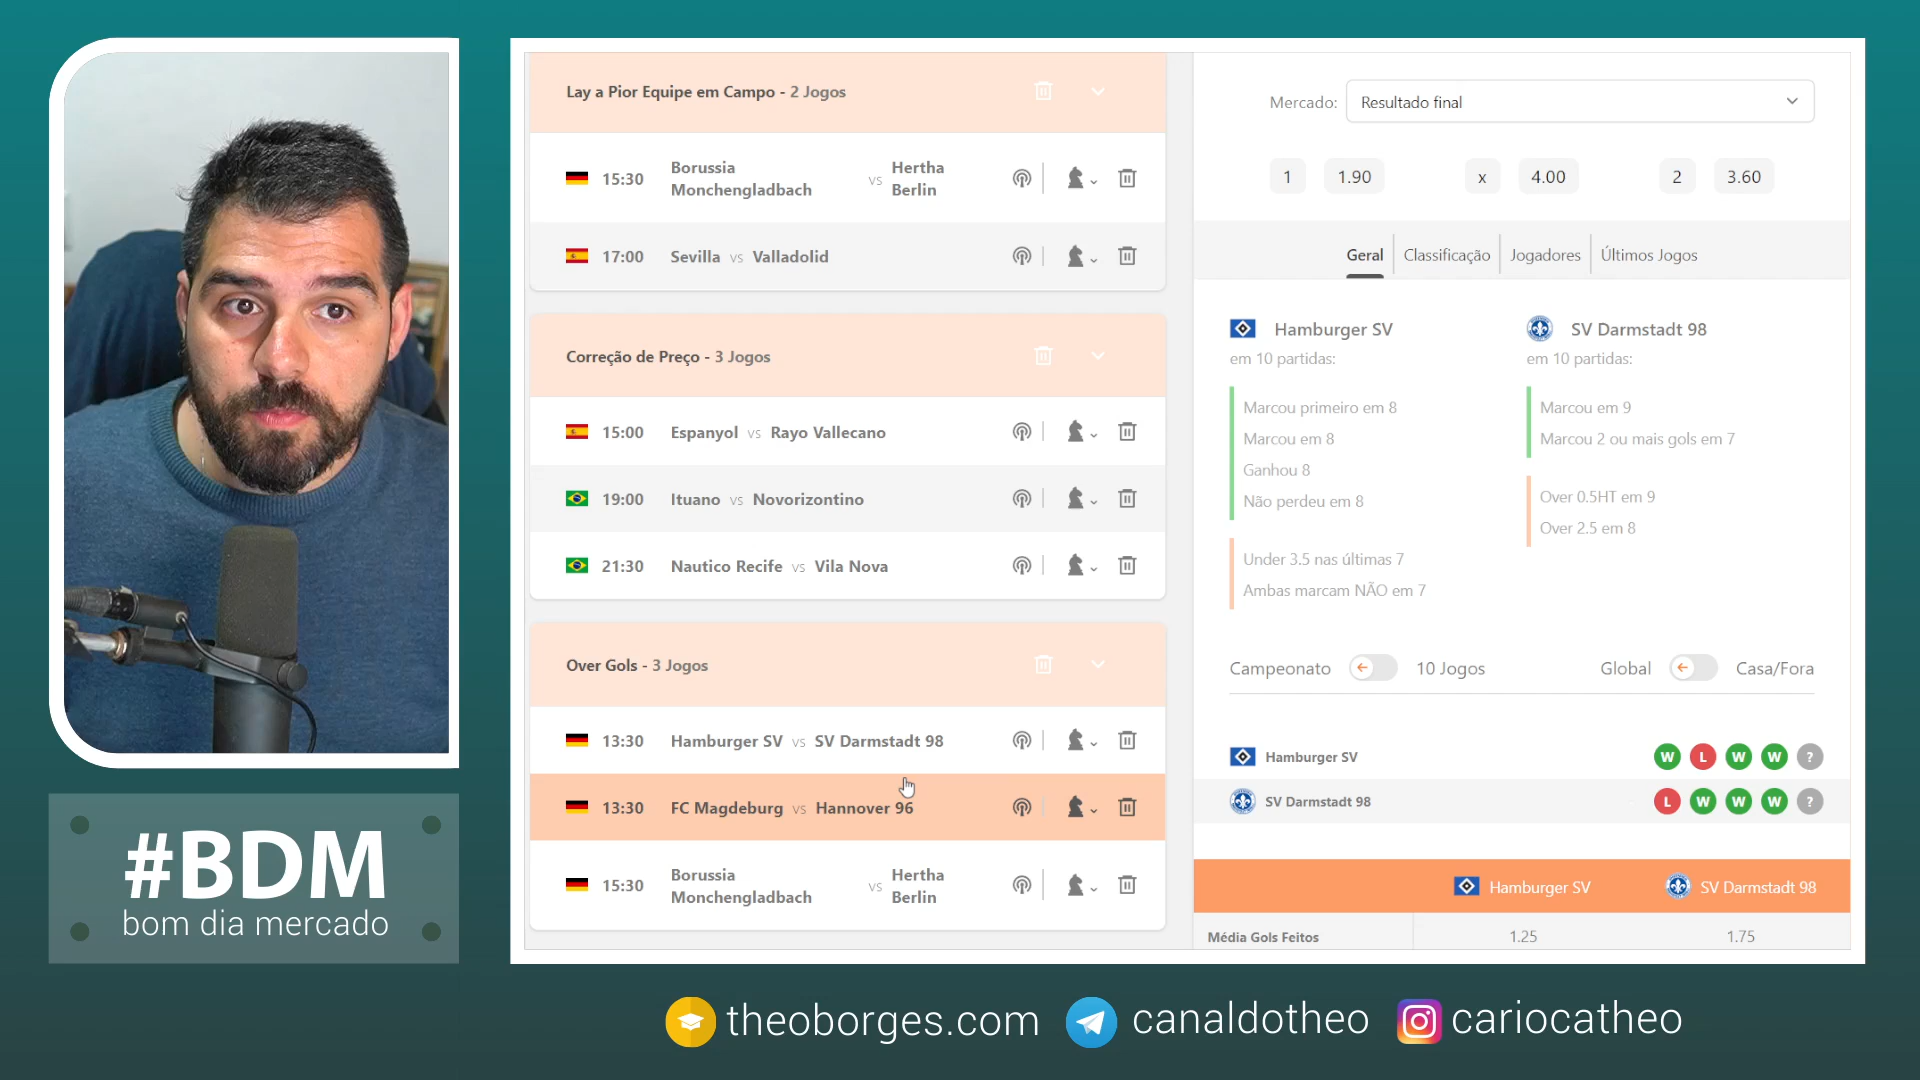 Lay a Pior Equipe em Campo - 2 Jogos
15:30 Borussia Monchengladbach vs Hertha Berlin
17:00 Sevilla vs Valladolid
Correção de Preço - 3 Jogos
15:00 Espanyol vs Rayo Vallecano
19:00 Ituano vs Novorizontino
21:30 Nautico Recife vs Vila Nova
Over Gols - 3 Jogos
13:30 Hamburger SV vs SV Darmstadt 98
13:30 FC Magdeburg vs Hannover 96
15:30 Borussia Monchengladbach vs Hertha Berlin
Mercado: Resultado final
1 1.90 x 4.00 2 3.60
Geral Classificação Jogadores Últimos Jogos
Hamburger SV
em 10 partidas:
Marcou primeiro em 8
Marcou em 8
Ganhou 8
Não perdeu em 8
Under 3.5 nas últimas 7
Ambas marcam NÃO em 7
SV Darmstadt 98
em 10 partidas:
Marcou em 9
Marcou 2 ou mais gols em 7
Over 0.5HT em 9
Over 2.5 em 8
Campeonato 10 Jogos Global Casa/Fora
Hamburger SV W L W W ?
SV Darmstadt 98 L W W W ?
Hamburger SV SV Darmstadt 98
Média Gols Feitos 1.25 1.75
#BDM
bom dia mercado
theoborges.com canaldotheo cariocatheo